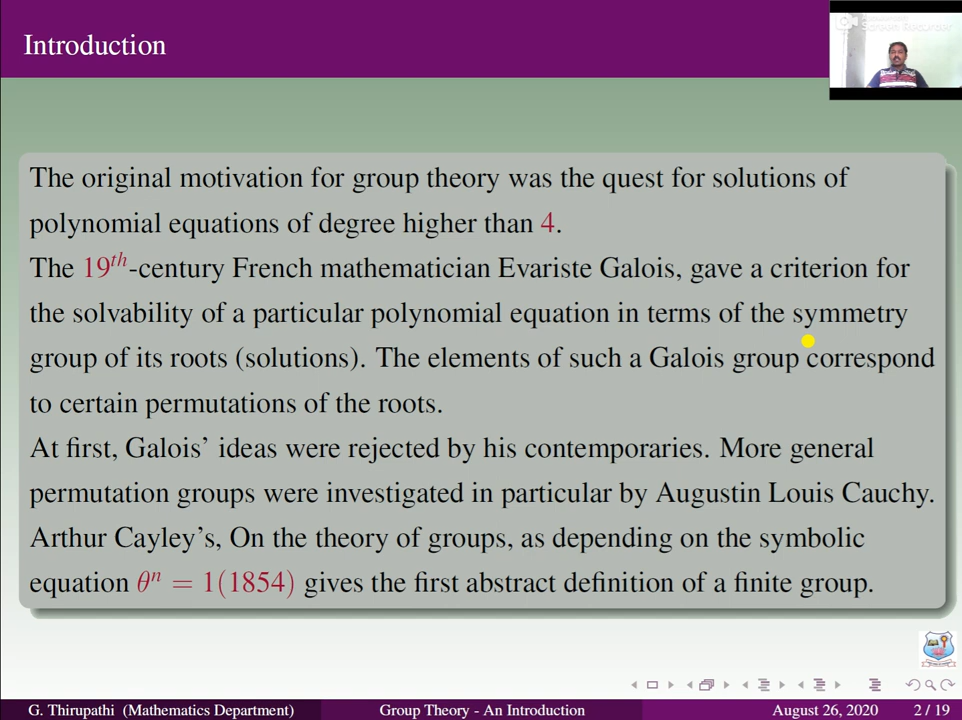 Introduction
Screen Recorder
The original motivation for group theory was the quest for solutions of
polynomial equations of degree higher than 4.
The 19th-century French mathematician Evariste Galois, gave a criterion for
the solvability of a particular polynomial equation in terms of the symmetry
group of its roots (solutions). The elements of such a Galois group correspond
to certain permutations of the roots.
At first, Galois’ ideas were rejected by his contemporaries. More general
permutation groups were investigated in particular by Augustin Louis Cauchy.
Arthur Cayley’s, On the theory of groups, as depending on the symbolic
equation θⁿ = 1(1854) gives the first abstract definition of a finite group.
G. Thirupathi (Mathematics Department) Group Theory - An Introduction August 26, 2020 2 / 19